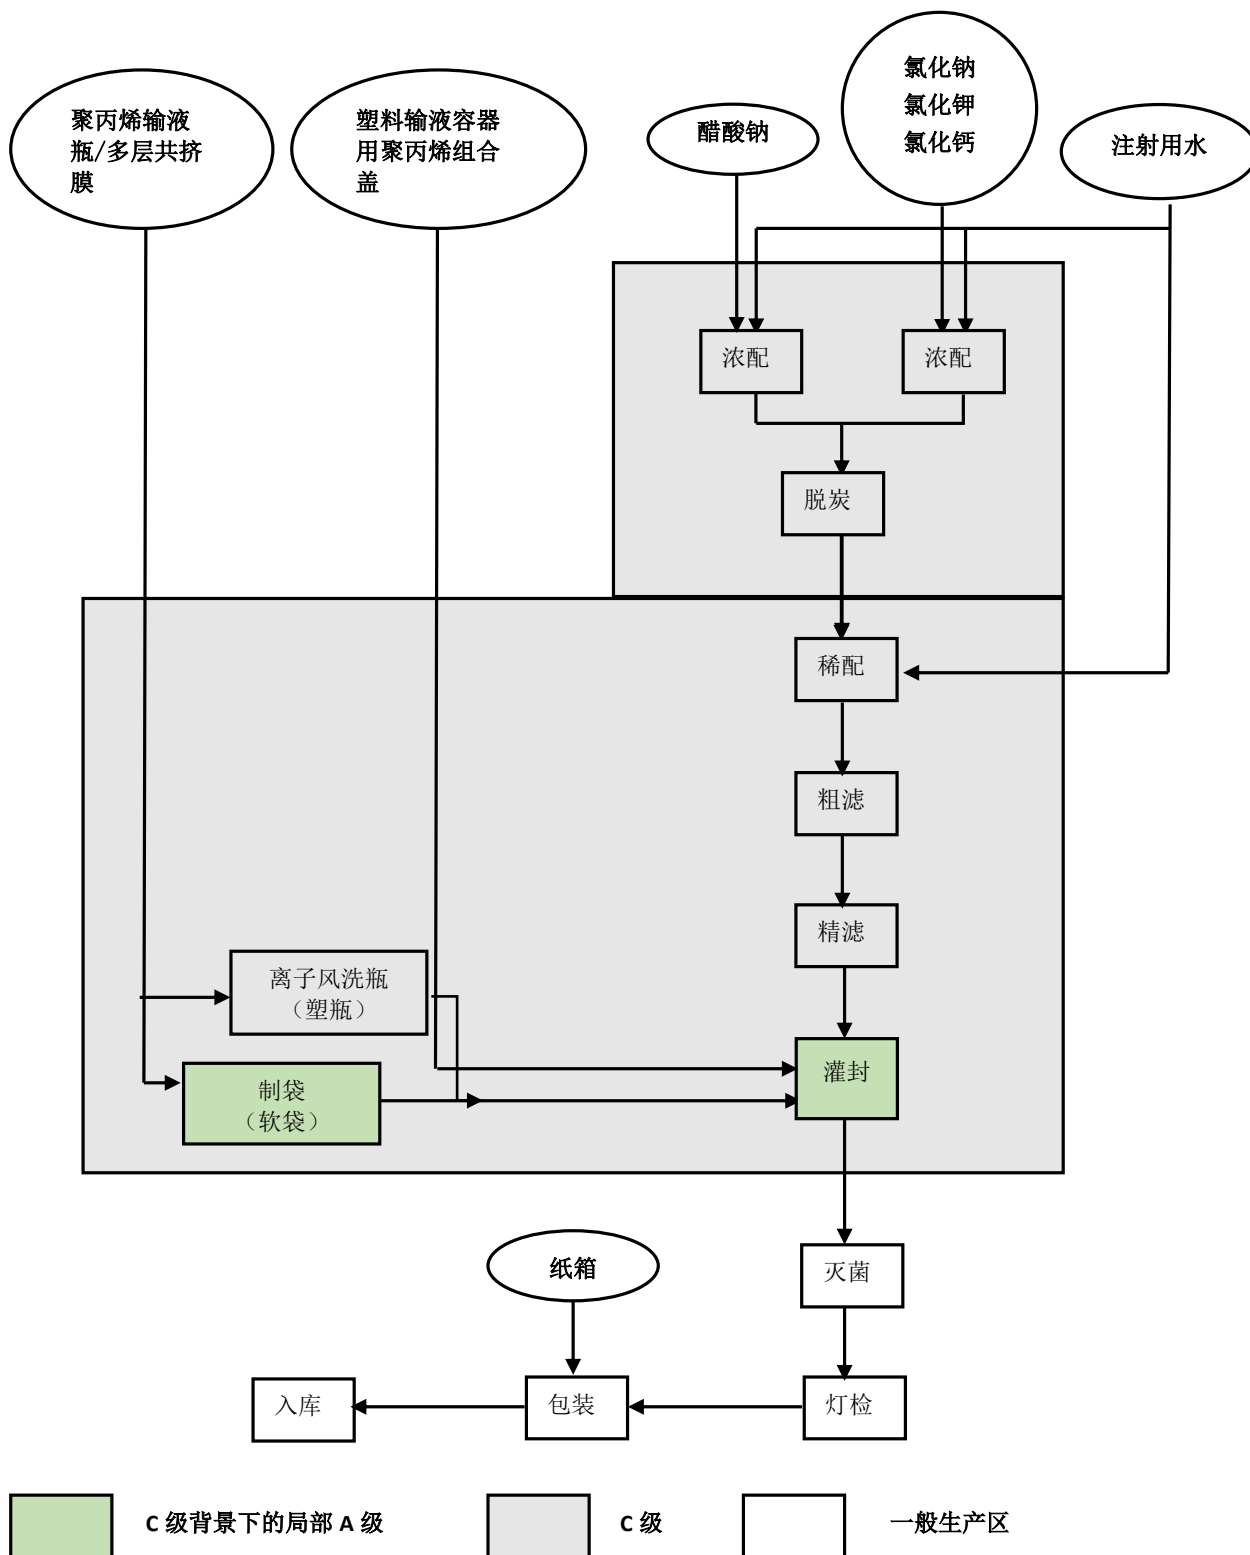 聚丙烯输液
瓶/多层共挤
膜
塑料输液容器
用聚丙烯组合
盖
醋酸钠
氯化钠
氯化钾
氯化钙
注射用水
浓配
浓配
脱炭
稀配
粗滤
精滤
离子风洗瓶
（塑瓶）
制袋
（软袋）
灌封
灭菌
纸箱
入库
包装
灯检
C 级背景下的局部 A 级
C 级
一般生产区